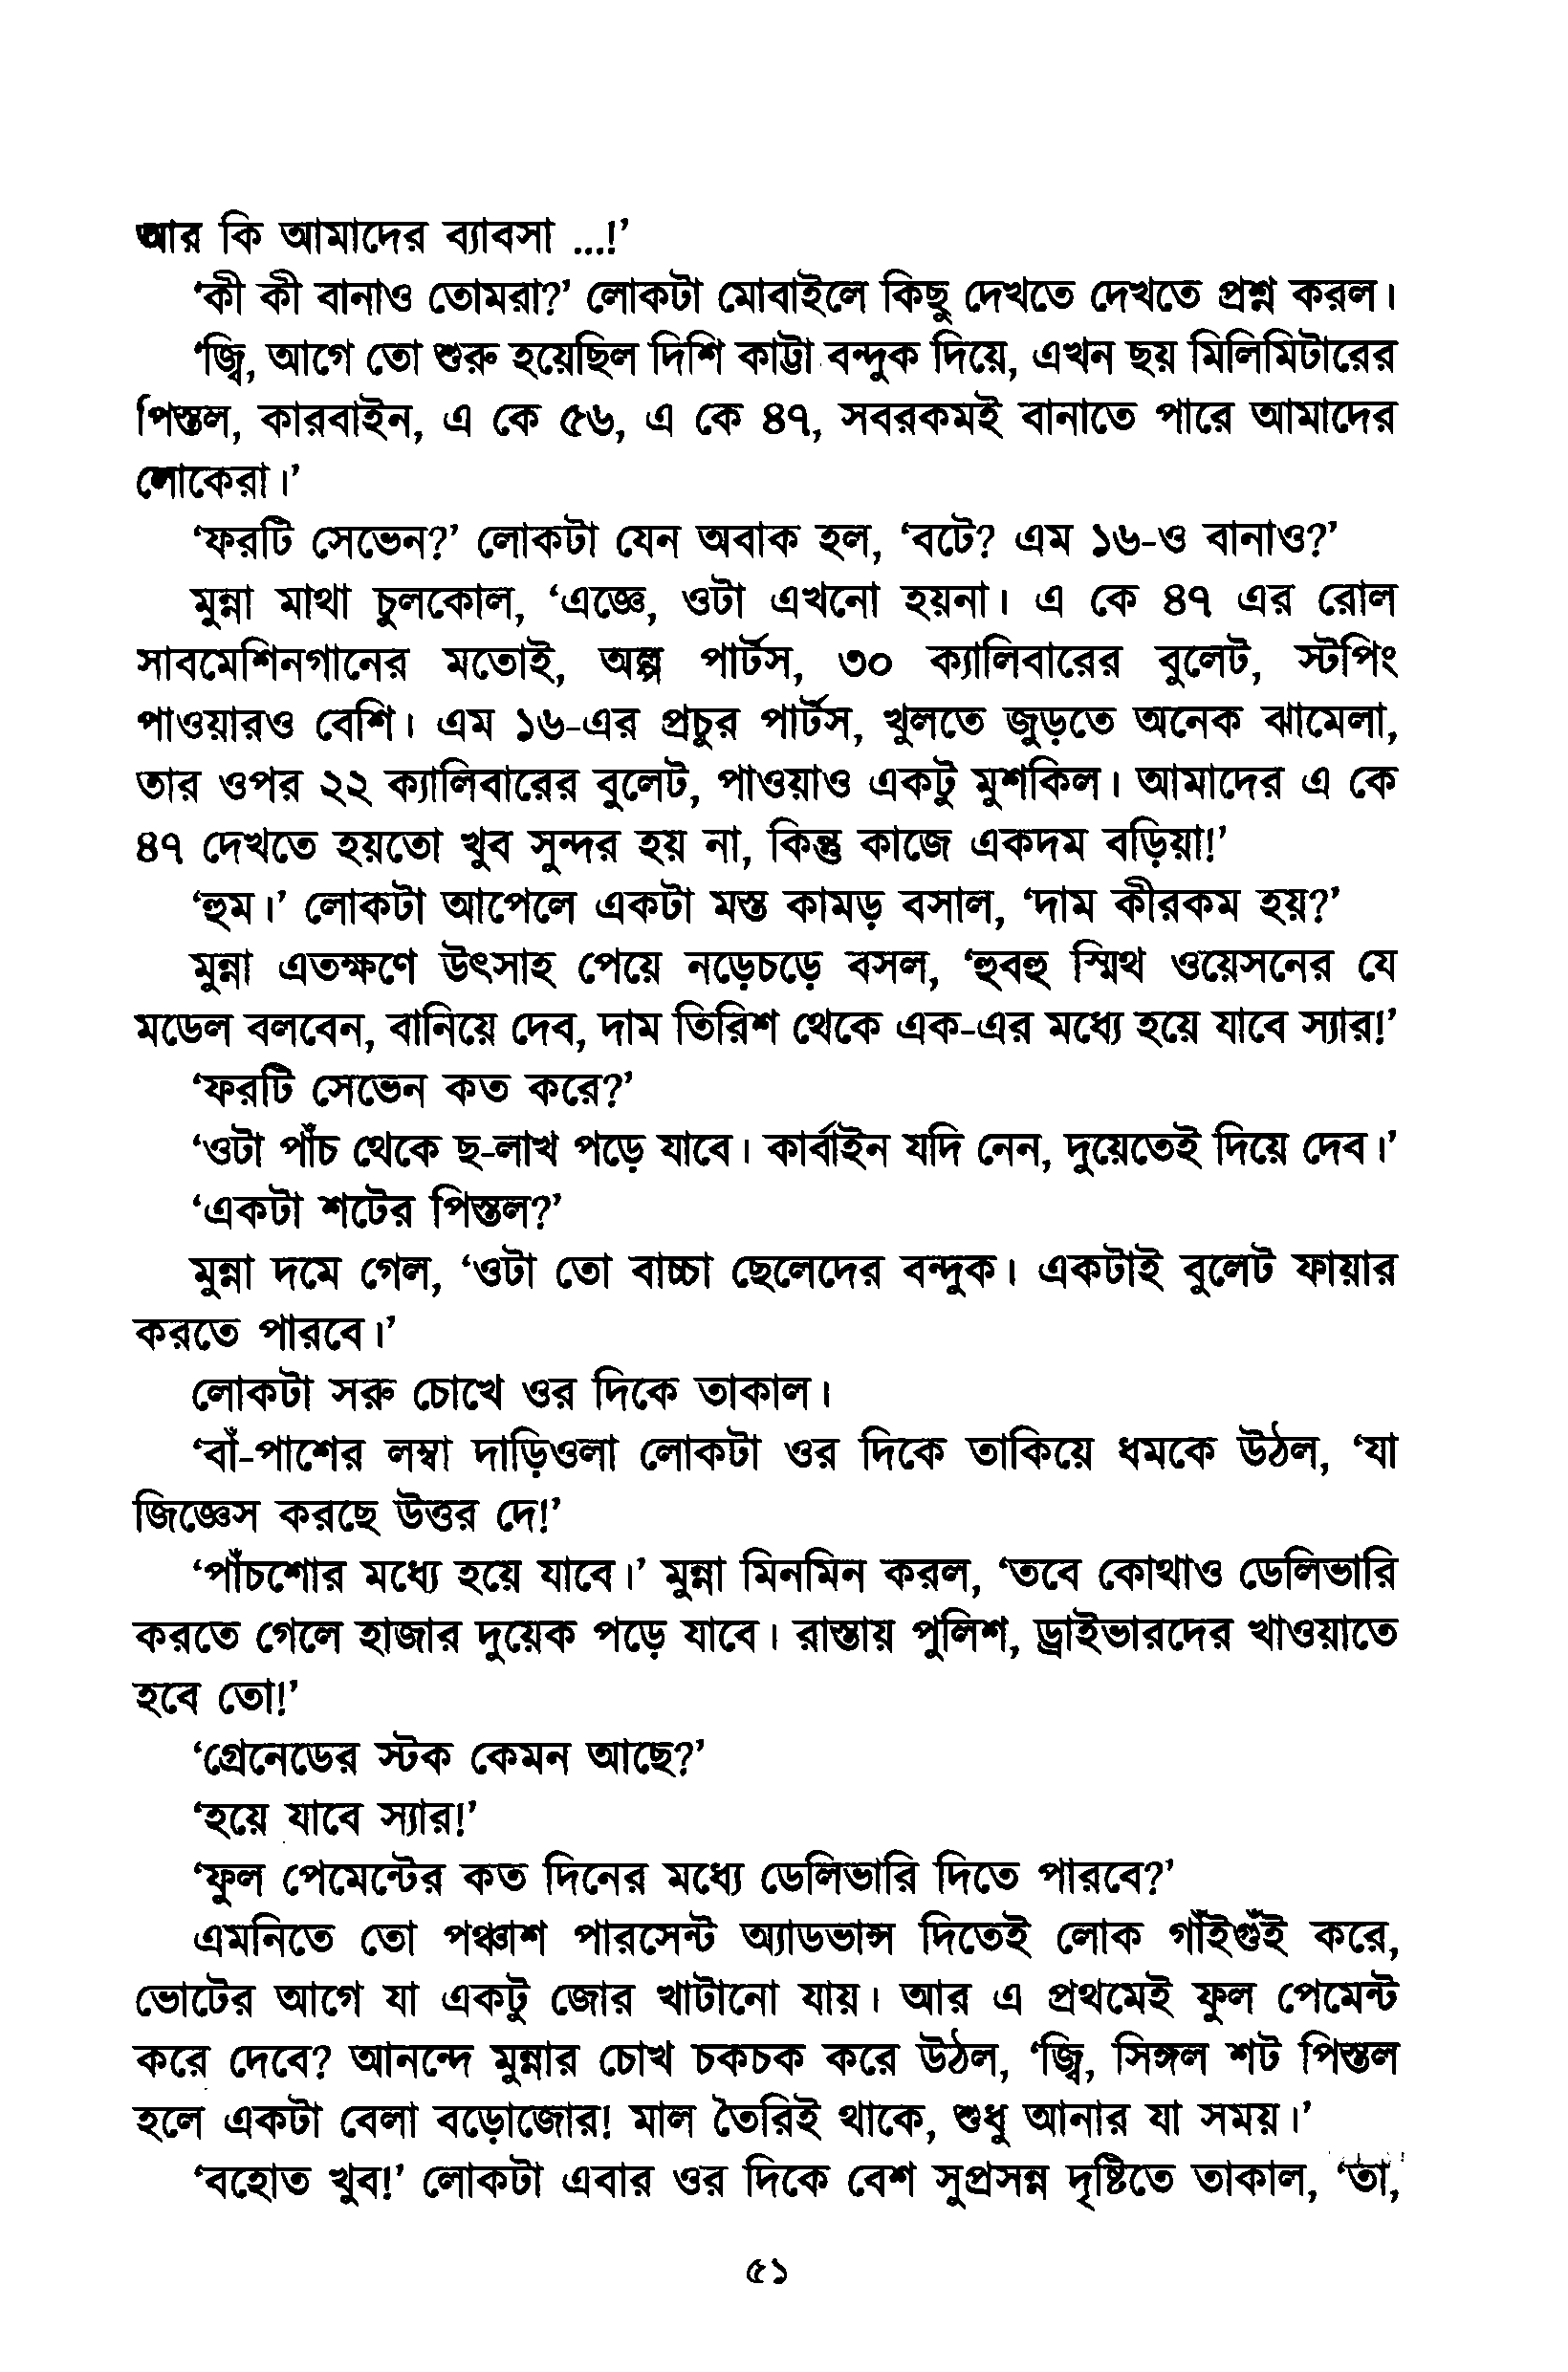 আর কি আমাদের ব্যাবসা ...!’
‘কী কী বানাও তোমরা?’ লোকটা মোবাইলে কিছু দেখতে দেখতে প্রশ্ন করল।
‘জ্বি, আগে তো শুরু হয়েছিল দিশি কাট্টা বন্দুক দিয়ে, এখন ছয় মিলিমিটারের
পিস্তল, কারবাইন, এ কে ৫৬, এ কে ৪৭, সবরকমই বানাতে পারে আমাদের
লোকেরা।’
‘ফরটি সেভেন?’ লোকটা যেন অবাক হল, ‘বটে? এম ১৬-ও বানাও?’
মুন্না মাথা চুলকোল, ‘এজ্ঞে, ওটা এখনো হয়না। এ কে ৪৭ এর রোল
সাবমেশিনগানের মতোই, অল্প পার্টস, ৩০ ক্যালিবারের বুলেট, স্টপিং
পাওয়ারও বেশি। এম ১৬-এর প্রচুর পার্টস, খুলতে জুড়তে অনেক ঝামেলা,
তার ওপর ২২ ক্যালিবারের বুলেট, পাওয়াও একটু মুশকিল। আমাদের এ কে
৪৭ দেখতে হয়তো খুব সুন্দর হয় না, কিন্তু কাজে একদম বড়িয়া!’
‘হুম।’ লোকটা আপেলে একটা মস্ত কামড় বসাল, ‘দাম কীরকম হয়?’
মুন্না এতক্ষণে উৎসাহ পেয়ে নড়েচড়ে বসল, ‘হুবহু স্মিথ ওয়েসনের যে
মডেল বলবেন, বানিয়ে দেব, দাম তিরিশ থেকে এক-এর মধ্যে হয়ে যাবে স্যার!’
‘ফরটি সেভেন কত করে?’
‘ওটা পাঁচ থেকে ছ-লাখ পড়ে যাবে। কার্বাইন যদি নেন, দুয়েতেই দিয়ে দেব।’
‘একটা শটের পিস্তল?’
মুন্না দমে গেল, ‘ওটা তো বাচ্চা ছেলেদের বন্দুক। একটাই বুলেট ফায়ার
করতে পারবে।’
লোকটা সরু চোখে ওর দিকে তাকাল।
‘বাঁ-পাশের লম্বা দাড়িওলা লোকটা ওর দিকে তাকিয়ে ধমকে উঠল, ‘যা
জিজ্ঞেস করছে উত্তর দে!’
‘পাঁচশোর মধ্যে হয়ে যাবে।’ মুন্না মিনমিন করল, ‘তবে কোথাও ডেলিভারি
করতে গেলে হাজার দুয়েক পড়ে যাবে। রাস্তায় পুলিশ, ড্রাইভারদের খাওয়াতে
হবে তো!’
‘গ্রেনেডের স্টক কেমন আছে?’
‘হয়ে যাবে স্যার!’
‘ফুল পেমেন্টের কত দিনের মধ্যে ডেলিভারি দিতে পারবে?’
এমনিতে তো পঞ্চাশ পারসেন্ট অ্যাডভান্স দিতেই লোক গাঁইগুঁই করে,
ভোটের আগে যা একটু জোর খাটানো যায়। আর এ প্রথমেই ফুল পেমেন্ট
করে দেবে? আনন্দে মুন্নার চোখ চকচক করে উঠল, ‘জ্বি, সিঙ্গল শট পিস্তল
হলে একটা বেলা বড়োজোর! মাল তৈরিই থাকে, শুধু আনার যা সময়।’
‘বহোত খুব!’ লোকটা এবার ওর দিকে বেশ সুপ্রসন্ন দৃষ্টিতে তাকাল, ‘তা,
৫১